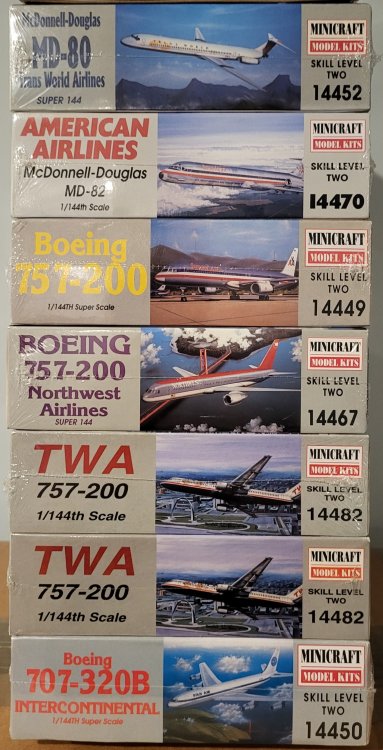 McDonnell-Douglas
MD-80
Trans World Airlines
SUPER 144
MINICRAFT
MODEL KITS
SKILL LEVEL
TWO
14452
AMERICAN
AIRLINES
McDonnell-Douglas
MD-82
1/144th Scale
MINICRAFT
MODEL KITS
SKILL LEVEL
TWO
14470
Boeing
757-200
1/144TH Super Scale
MINICRAFT
MODEL KITS
SKILL LEVEL
TWO
14449
BOEING
757-200
Northwest
Airlines
SUPER 144
MINICRAFT
MODEL KITS
SKILL LEVEL
TWO
14467
TWA
757-200
1/144th Scale
MINICRAFT
MODEL KITS
SKILL LEVEL
TWO
14482
TWA
757-200
1/144th Scale
MINICRAFT
MODEL KITS
SKILL LEVEL
TWO
14482
Boeing
707-320B
INTERCONTINENTAL
1/144TH Super Scale
PAN AM
MINICRAFT
MODEL KITS
SKILL LEVEL
TWO
14450